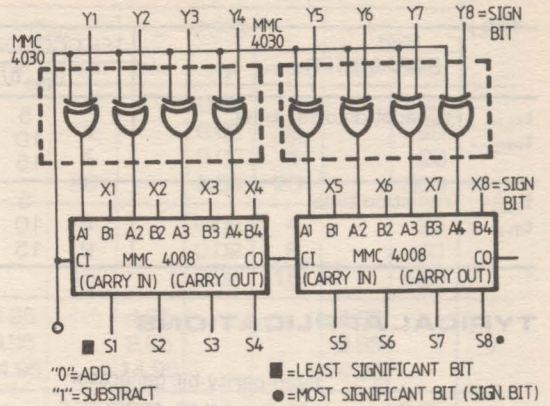 Y1 Y2 Y3 Y4 MMC 4030 Y5 Y6 Y7 Y8 =SIGN BIT
MMC 4030
X1 X2 X3 X4 X5 X6 X7 X8 =SIGN BIT
A1 B1 A2 B2 A3 B3 A4 B4 A1 B1 A2 B2 A3 B3 A4 B4
CI MMC 4008 CO CI MMC 4008 CO
(CARRY IN) (CARRY OUT) (CARRY IN) (CARRY OUT)
■ S1 S2 S3 S4 S5 S6 S7 S8 ●
"0"=ADD ■=LEAST SIGNIFICANT BIT
"1"=SUBSTRACT ●=MOST SIGNIFICANT BIT (SIGN. BIT)